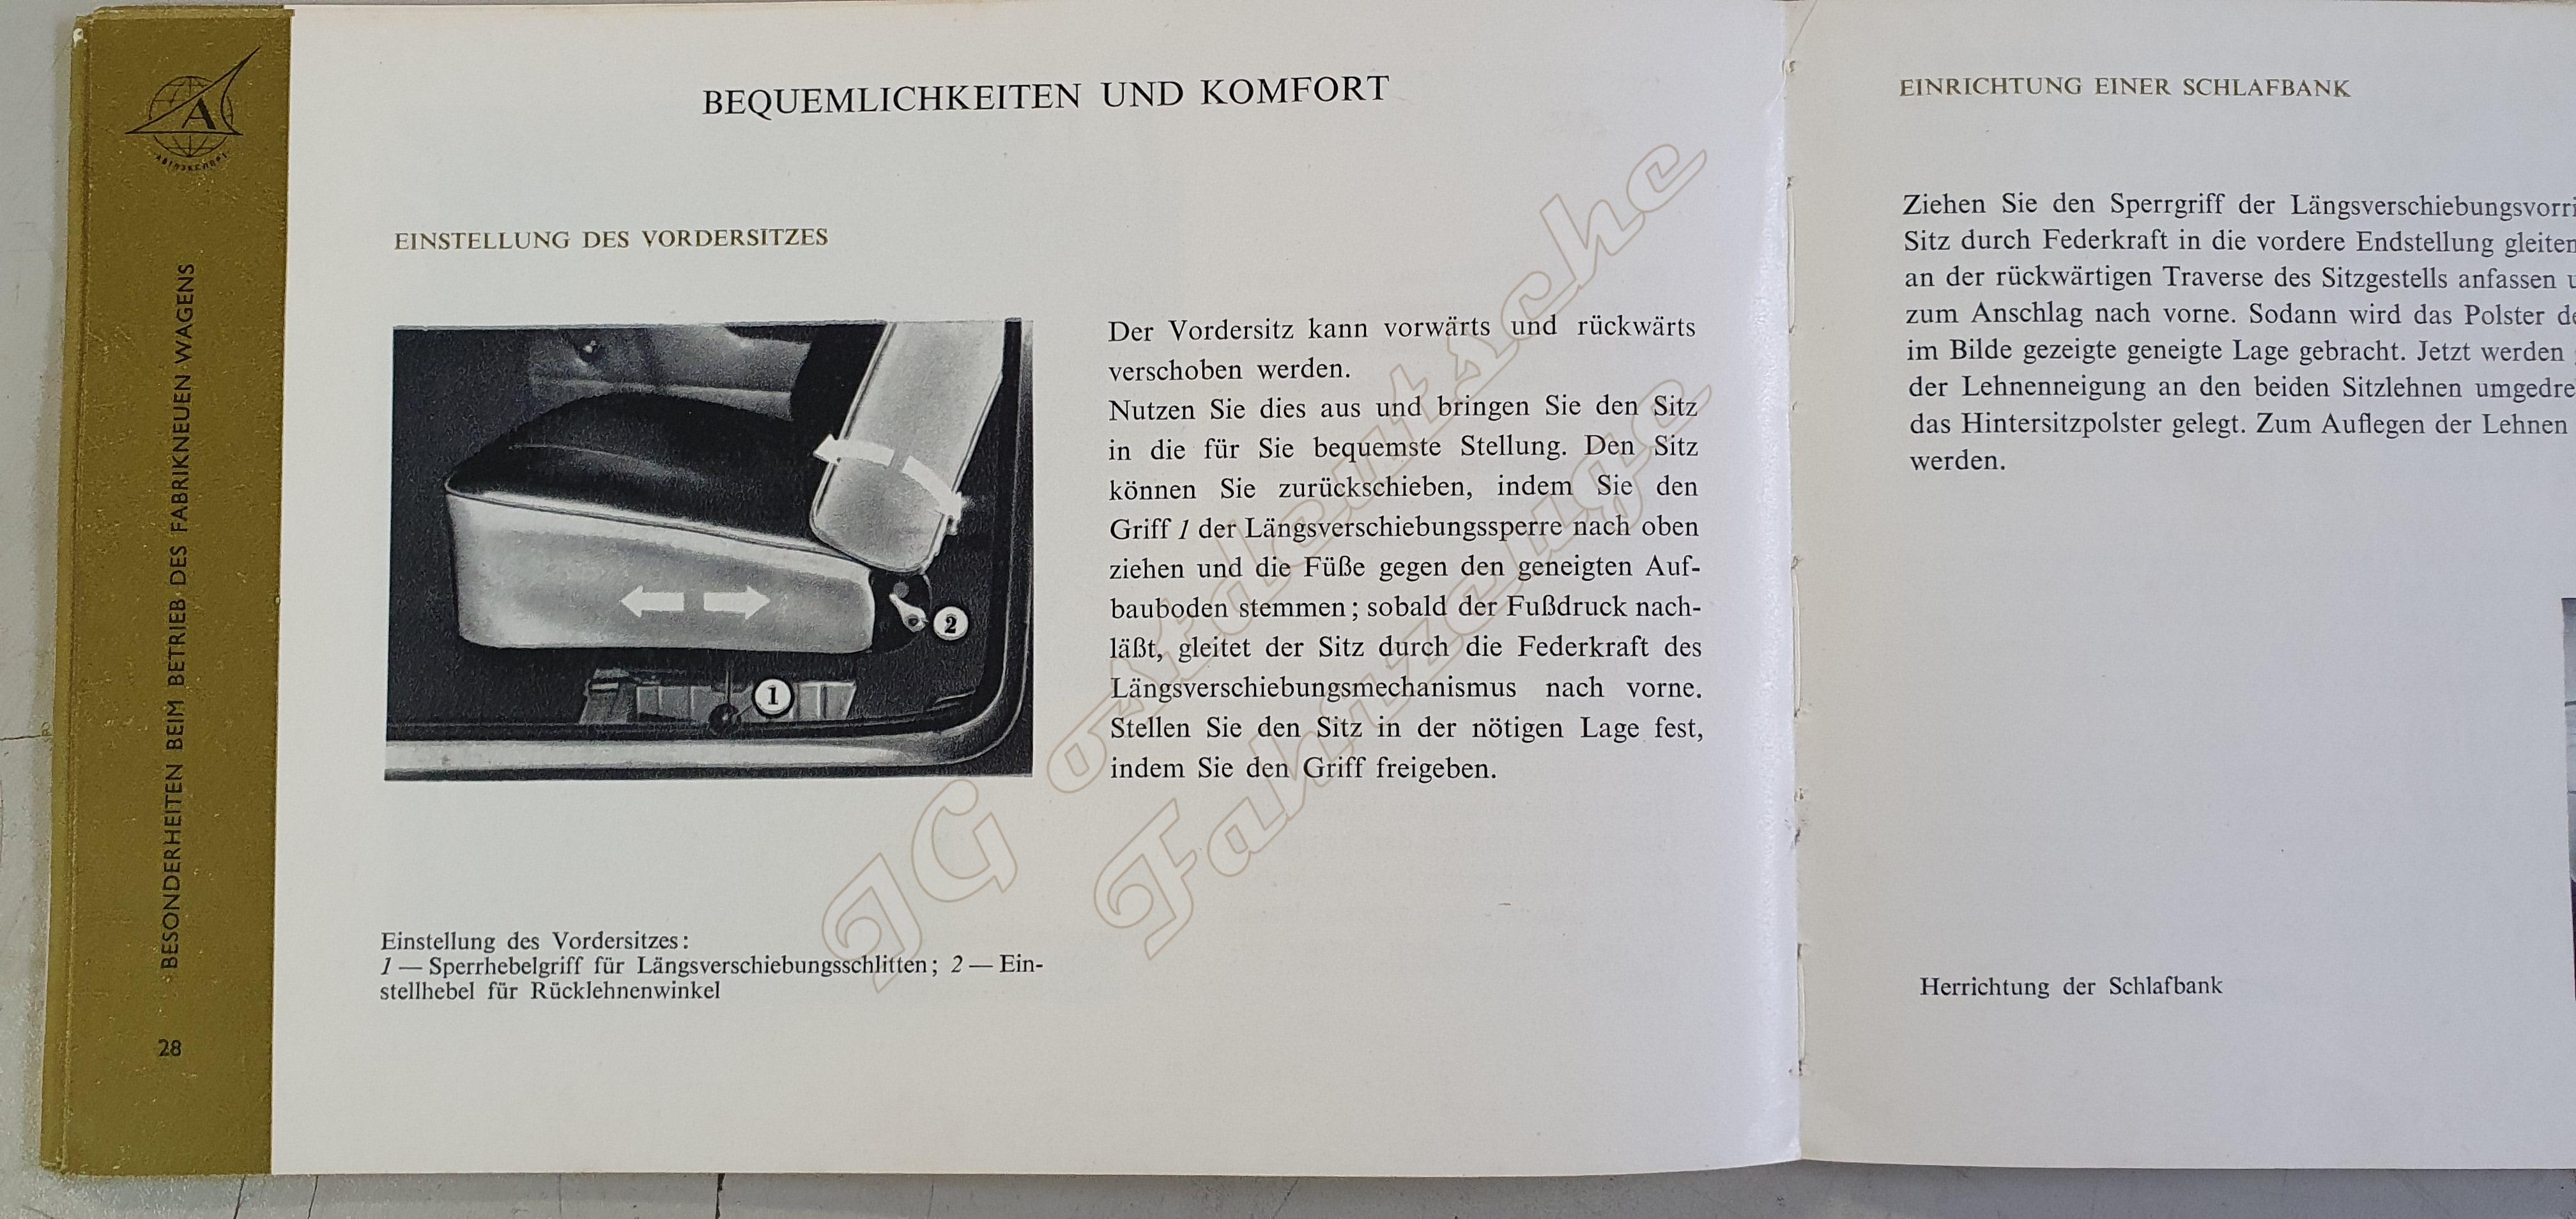 A
АВТОЭКСПОРТ
BESONDERHEITEN BEIM BETRIEB DES FABRIKNEUEN WAGENS
28
BEQUEMLICHKEITEN UND KOMFORT
EINSTELLUNG DES VORDERSITZES
2
1
Einstellung des Vordersitzes:
1 — Sperrhebelgriff für Längsverschiebungsschlitten; 2 — Ein-
stellhebel für Rücklehnenwinkel
Der Vordersitz kann vorwärts und rückwärts
verschoben werden.
Nutzen Sie dies aus und bringen Sie den Sitz
in die für Sie bequemste Stellung. Den Sitz
können Sie zurückschieben, indem Sie den
Griff 1 der Längsverschiebungssperre nach oben
ziehen und die Füße gegen den geneigten Auf-
bauboden stemmen; sobald der Fußdruck nach-
läßt, gleitet der Sitz durch die Federkraft des
Längsverschiebungsmechanismus nach vorne.
Stellen Sie den Sitz in der nötigen Lage fest,
indem Sie den Griff freigeben.
IG ostdeutsche
Fahrzeuge
EINRICHTUNG EINER SCHLAFBANK
Ziehen Sie den Sperrgriff der Längsverschiebungsvorri
Sitz durch Federkraft in die vordere Endstellung gleiten
an der rückwärtigen Traverse des Sitzgestells anfassen u
zum Anschlag nach vorne. Sodann wird das Polster de
im Bilde gezeigte geneigte Lage gebracht. Jetzt werden
der Lehnenneigung an den beiden Sitzlehnen umgedre
das Hintersitzpolster gelegt. Zum Auflegen der Lehnen
werden.
Herrichtung der Schlafbank